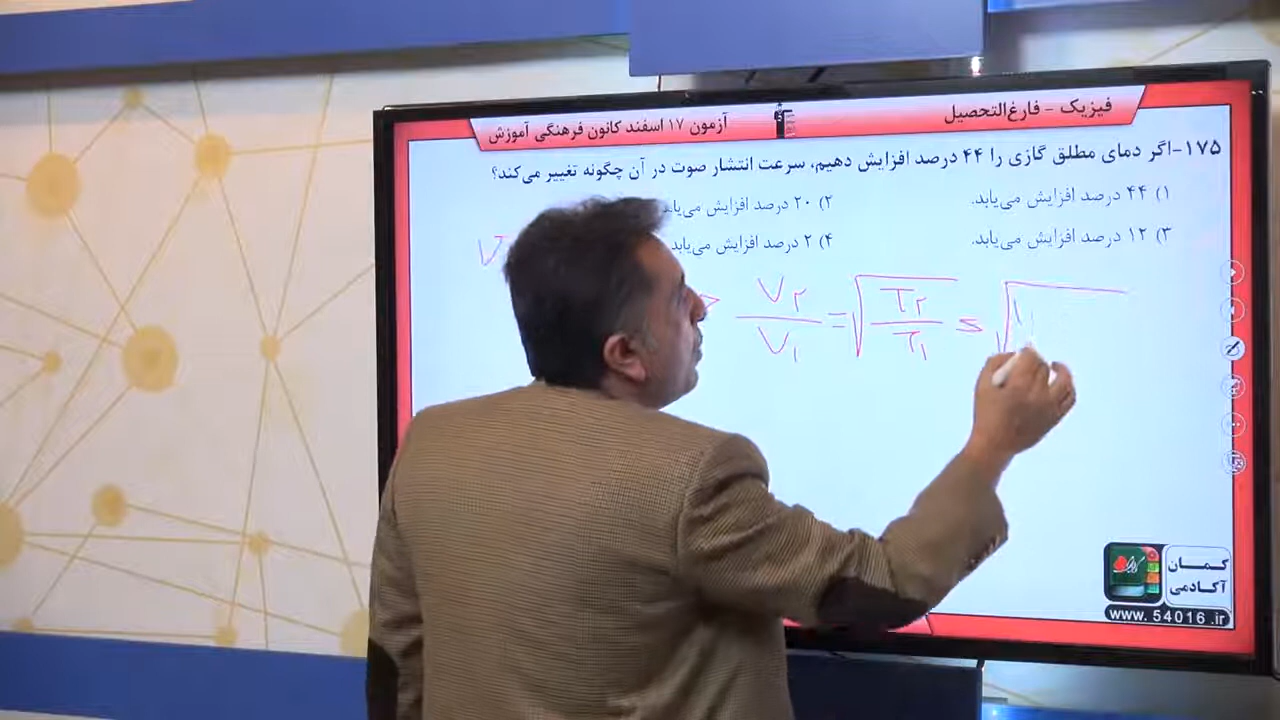 فیزیک - فارغ‌التحصیل
آزمون ۱۷ اسفند کانون فرهنگی آموزش
۱۷۵-اگر دمای مطلق گازی را ۴۴ درصد افزایش دهیم، سرعت انتشار صوت در آن چگونه تغییر می‌کند؟
۱) ۴۴ درصد افزایش می‌یابد.
۲) ۲۰ درصد افزایش می‌یابد
۳) ۱۲ درصد افزایش می‌یابد.
۴) ۲ درصد افزایش می‌یابد
V
V۲/V۱ = √T۲/T۱ = √۱
کمان
آکادمی
www. 54016 .ir